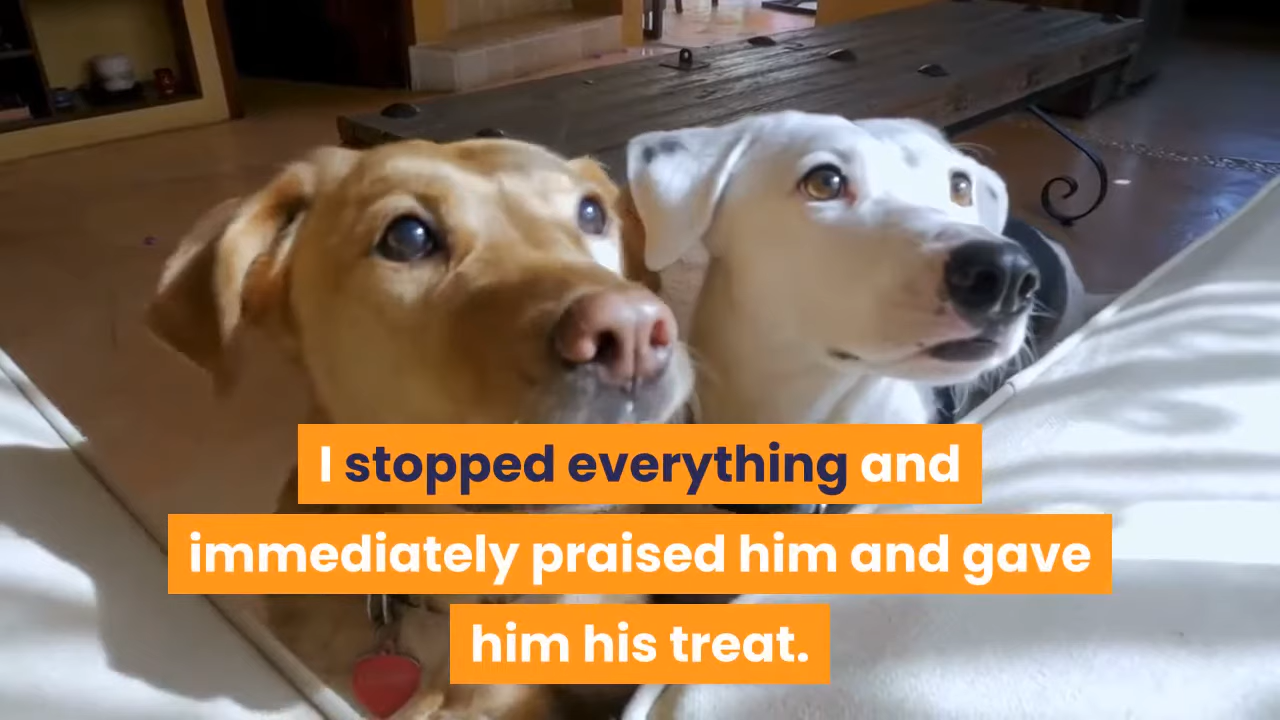 I stopped everything and
immediately praised him and gave
him his treat.